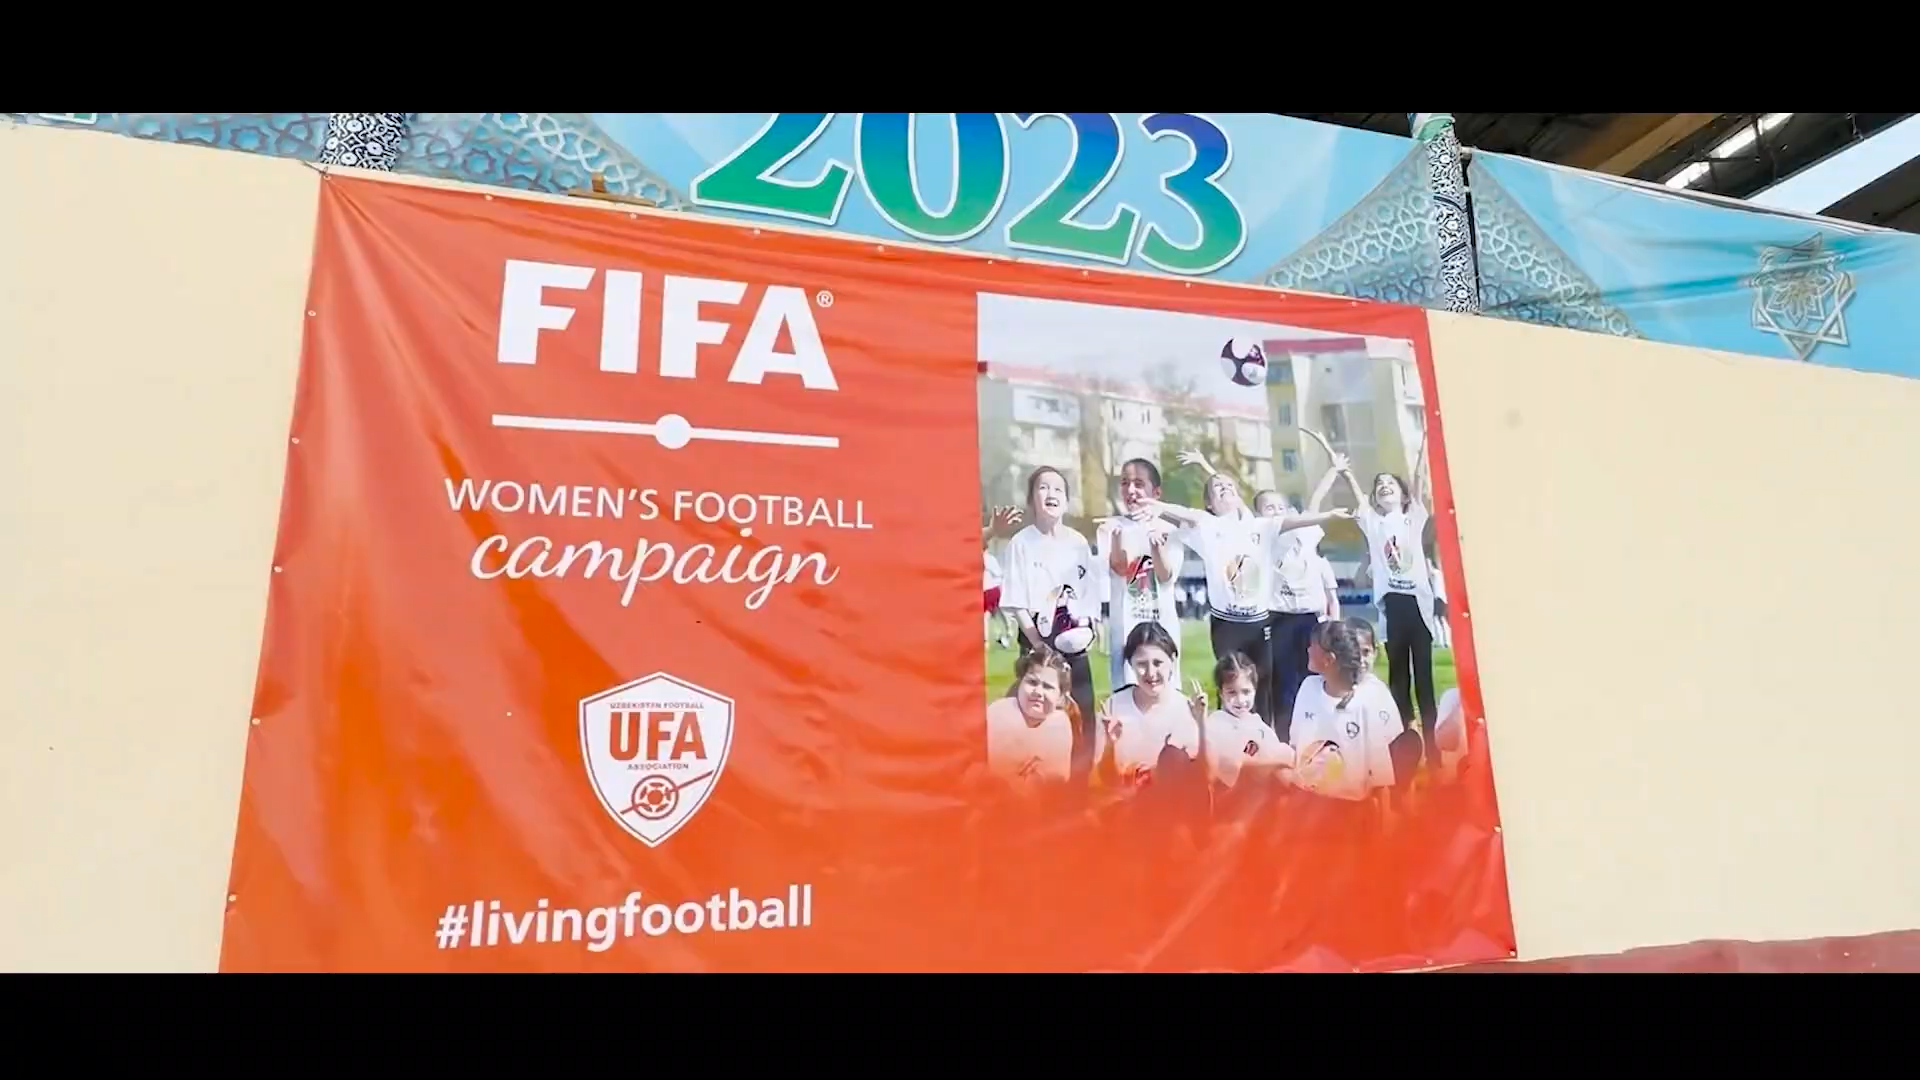 2023
FIFA®
WOMEN'S FOOTBALL
campaign
UZBEKISTAN FOOTBALL
UFA
ASSOCIATION
#livingfootball